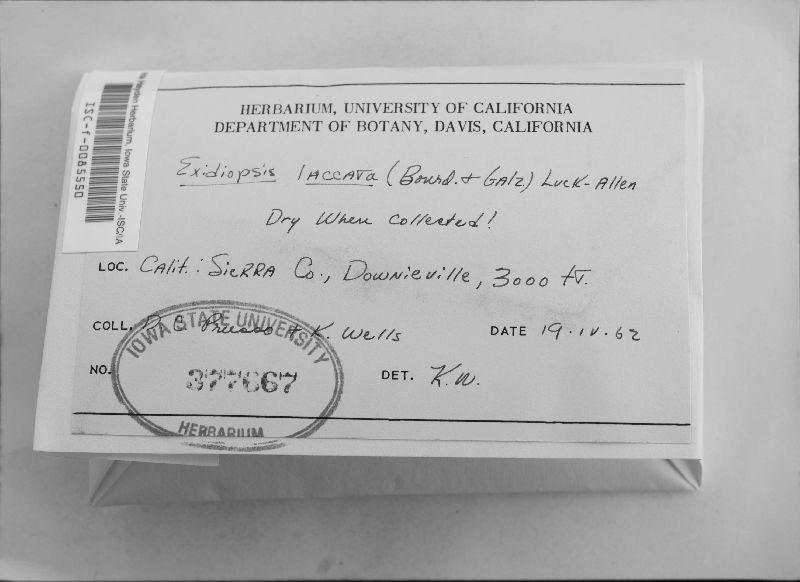 HERBARIUM, UNIVERSITY OF CALIFORNIA
DEPARTMENT OF BOTANY, DAVIS, CALIFORNIA
Exidiopsis laccata (Bourd. & Galz) Luck-Allen
Dry When Collected!
LOC. Calif.: Sierra Co., Downieville, 3000 ft.
COLL. D. C. Prusso & K. Wells DATE 19.IV.62
NO. DET. K.W.
IOWA STATE UNIVERSITY
377667
HERBARIUM
Hayden Herbarium, Iowa State Univ.-ISC/IA
ISC-f-0085550